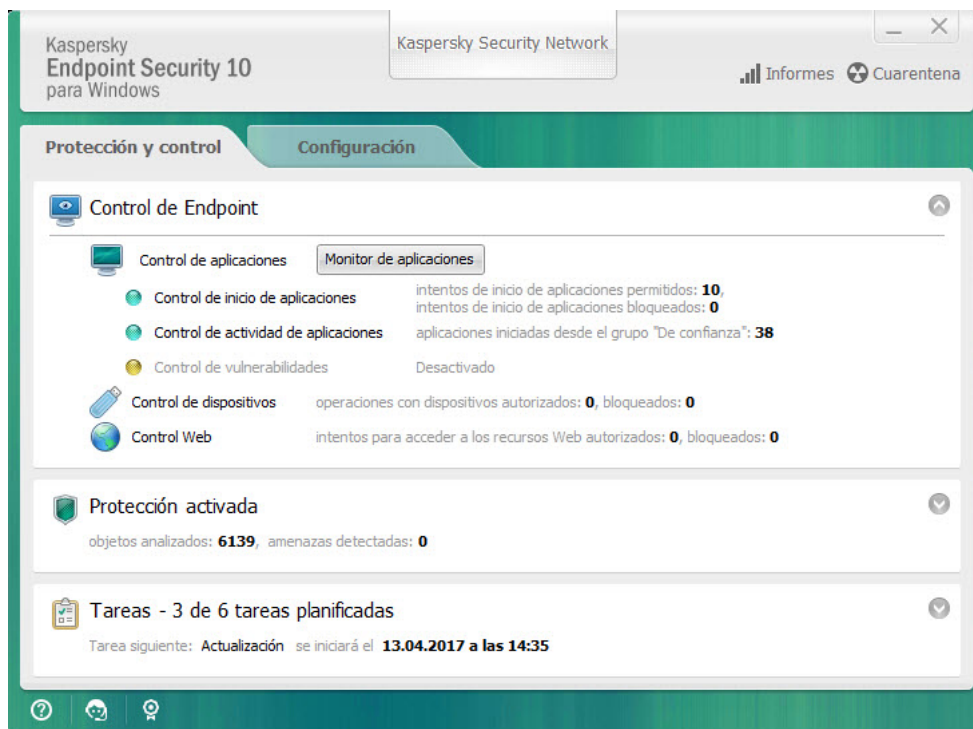 Kaspersky
Endpoint Security 10
para Windows
Kaspersky Security Network
Informes
Cuarentena
Protección y control
Configuración
Control de Endpoint
Control de aplicaciones
Monitor de aplicaciones
Control de inicio de aplicaciones
intentos de inicio de aplicaciones permitidos: 10,
intentos de inicio de aplicaciones bloqueados: 0
Control de actividad de aplicaciones
aplicaciones iniciadas desde el grupo "De confianza": 38
Control de vulnerabilidades
Desactivado
Control de dispositivos
operaciones con dispositivos autorizados: 0, bloqueados: 0
Control Web
intentos para acceder a los recursos Web autorizados: 0, bloqueados: 0
Protección activada
objetos analizados: 6139, amenazas detectadas: 0
Tareas - 3 de 6 tareas planificadas
Tarea siguiente: Actualización se iniciará el 13.04.2017 a las 14:35